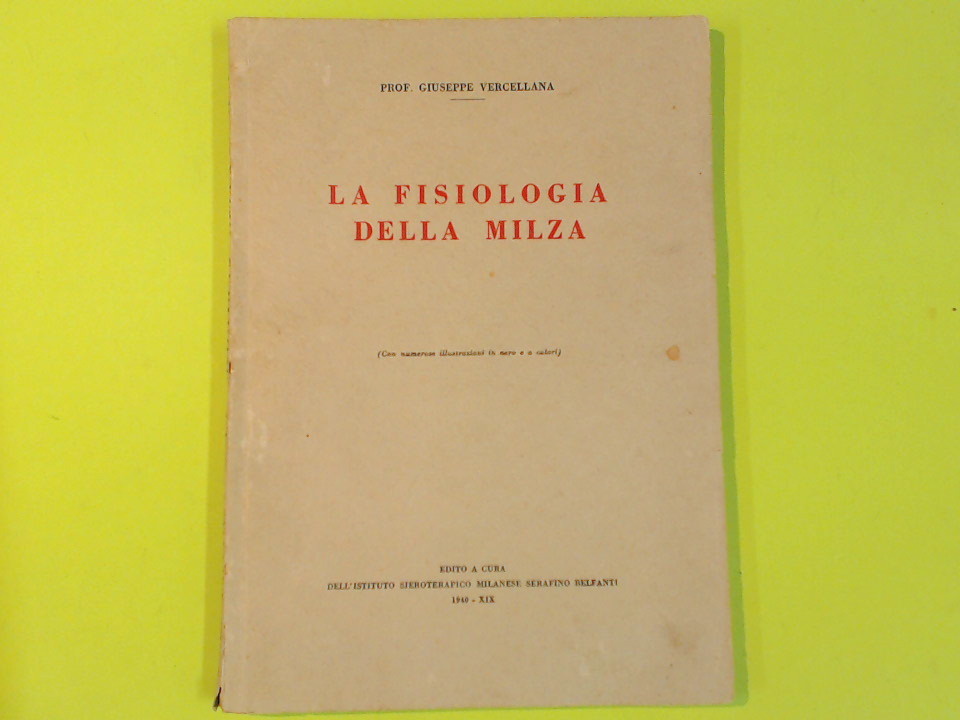 PROF. GIUSEPPE VERCELLANA
LA FISIOLOGIA
DELLA MILZA
(Con numerose illustrazioni in nero e a colori)
EDITO A CURA
DELL'ISTITUTO SIEROTERAPICO MILANESE SERAFINO BELFANTI
1940 - XIX